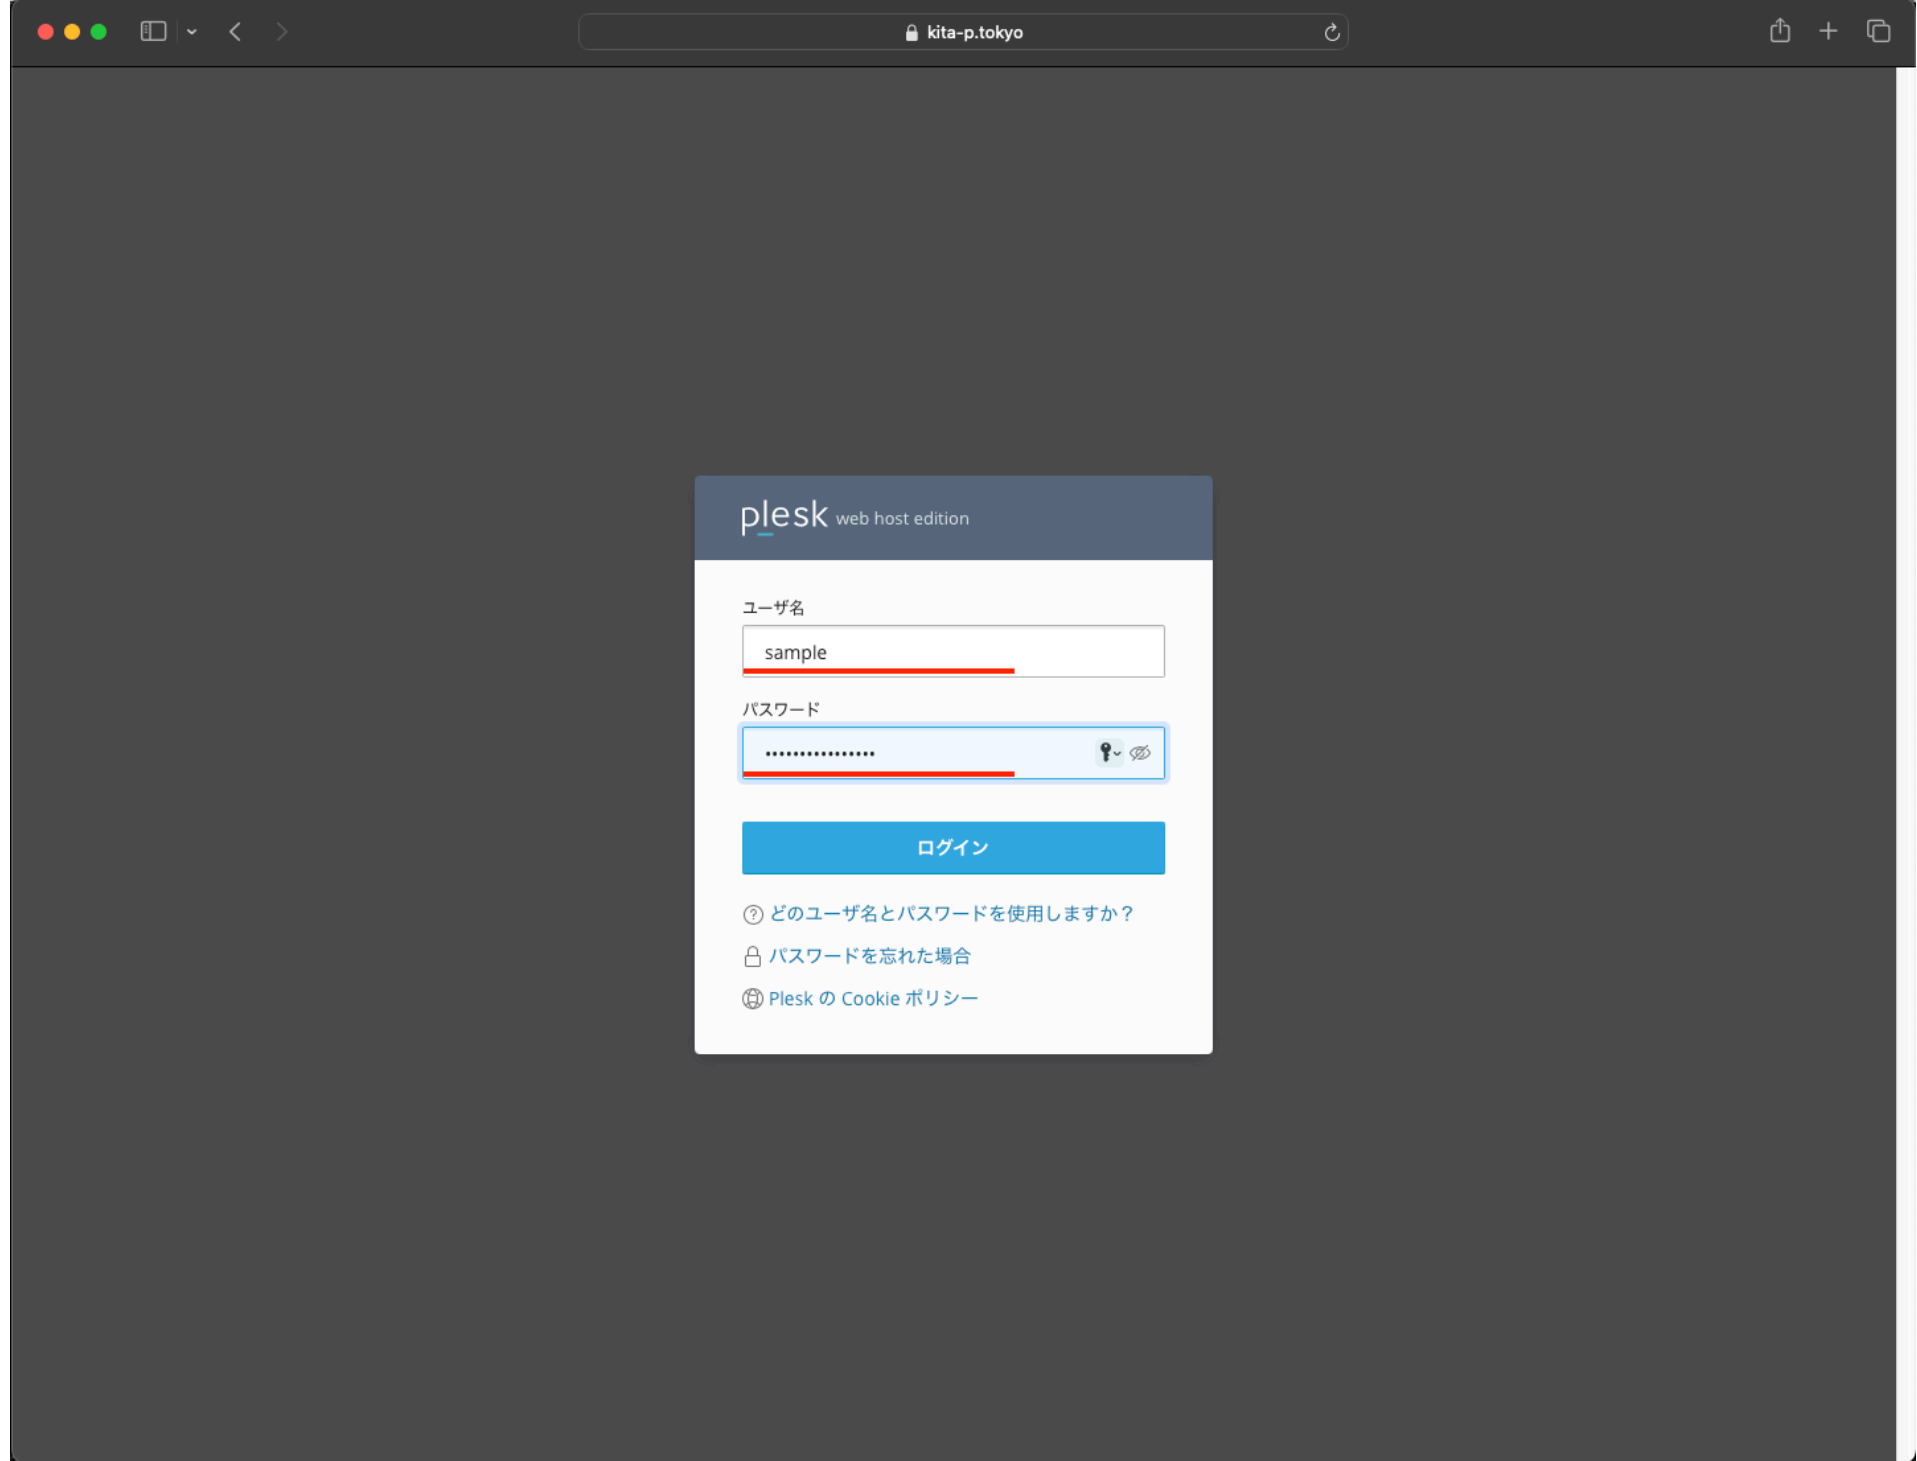 kita-p.tokyo
plesk web host edition
ユーザ名
sample
パスワード
••••••••••••••••
ログイン
どのユーザ名とパスワードを使用しますか？
パスワードを忘れた場合
Plesk の Cookie ポリシー